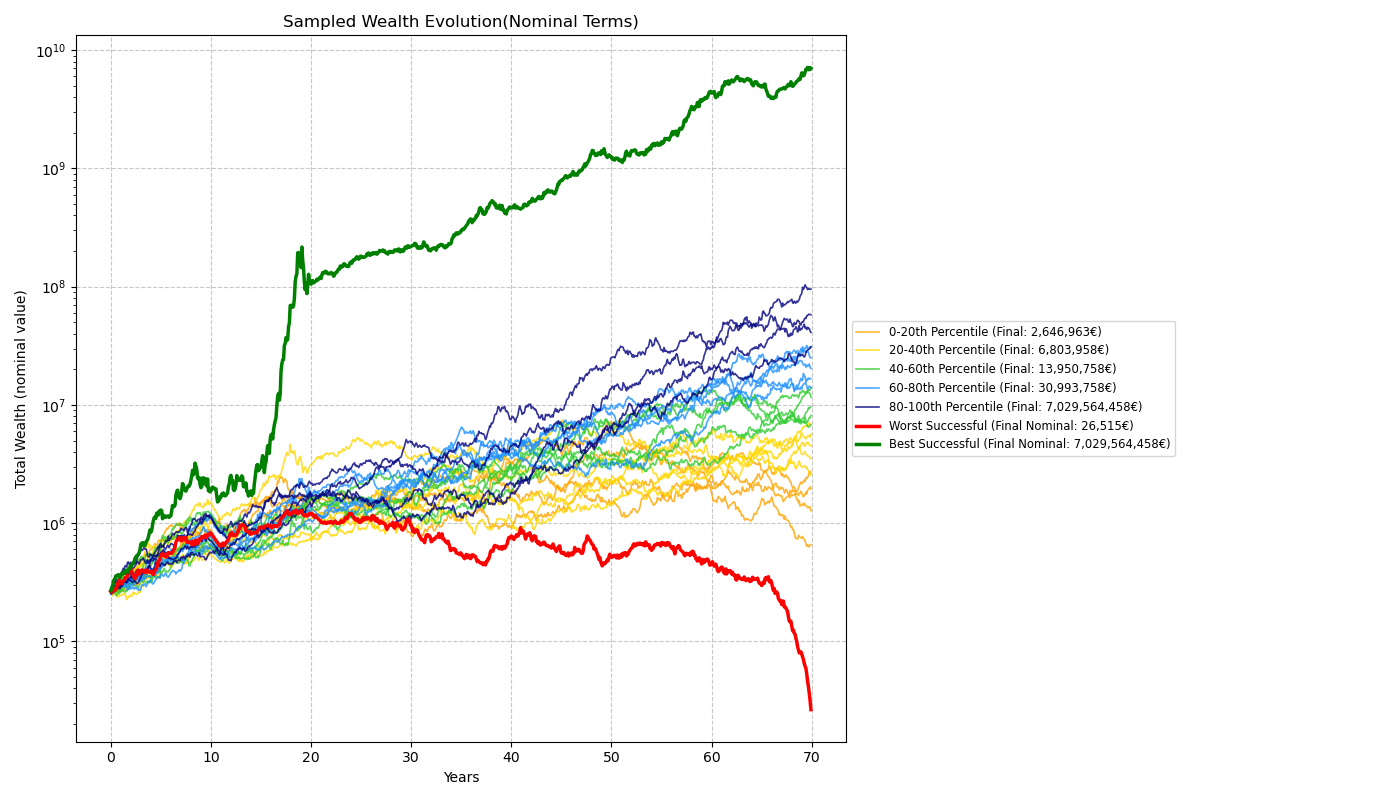 Sampled Wealth Evolution(Nominal Terms)
Total Wealth (nominal value)
10^10
10^9
10^8
10^7
10^6
10^5
0 10 20 30 40 50 60 70
Years
0-20th Percentile (Final: 2,646,963€)
20-40th Percentile (Final: 6,803,958€)
40-60th Percentile (Final: 13,950,758€)
60-80th Percentile (Final: 30,993,758€)
80-100th Percentile (Final: 7,029,564,458€)
Worst Successful (Final Nominal: 26,515€)
Best Successful (Final Nominal: 7,029,564,458€)